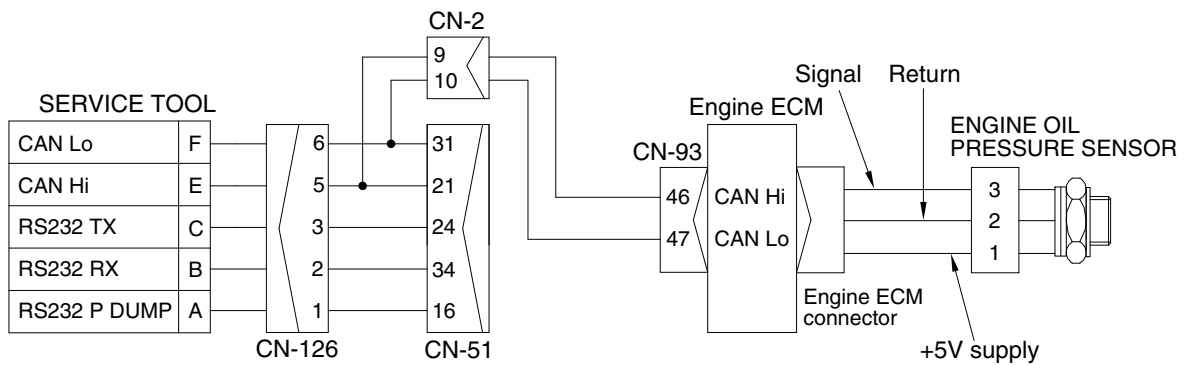 CN-2
9
10
SERVICE TOOL
CAN Lo F
CAN Hi E
RS232 TX C
RS232 RX B
RS232 P DUMP A
6
5
3
2
1
CN-126
31
21
24
34
16
CN-51
Engine ECM
CN-93
46 CAN Hi
47 CAN Lo
Engine ECM
connector
Signal
Return
ENGINE OIL
PRESSURE SENSOR
3
2
1
+5V supply